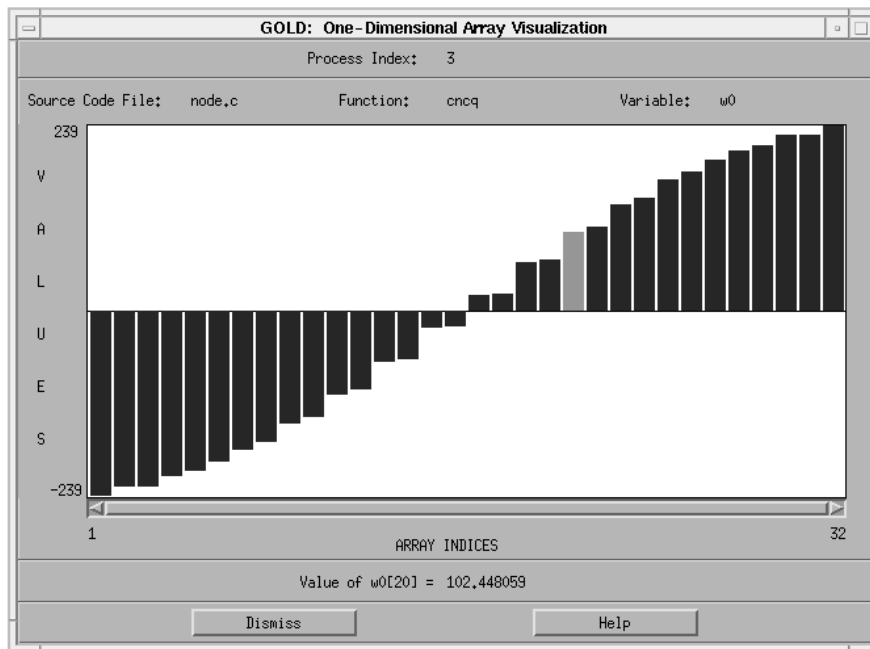 GOLD: One-Dimensional Array Visualization
Process Index: 3
Source Code File: node.c Function: cncq Variable: w0
239
V
A
L
U
E
S
-239
1 32
ARRAY INDICES
Value of w0[20] = 102.448059
Dismiss Help